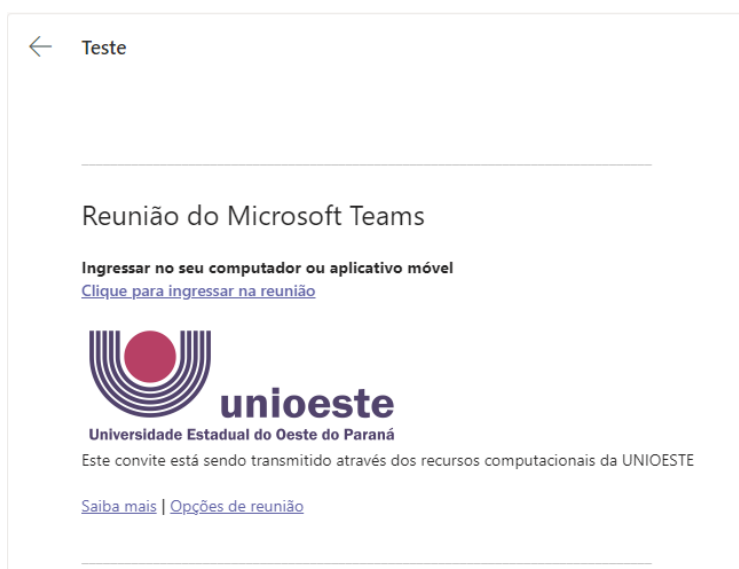 Teste
Reunião do Microsoft Teams
Ingressar no seu computador ou aplicativo móvel
Clique para ingressar na reunião
unioeste
Universidade Estadual do Oeste do Paraná
Este convite está sendo transmitido através dos recursos computacionais da UNIOESTE
Saiba mais | Opções de reunião